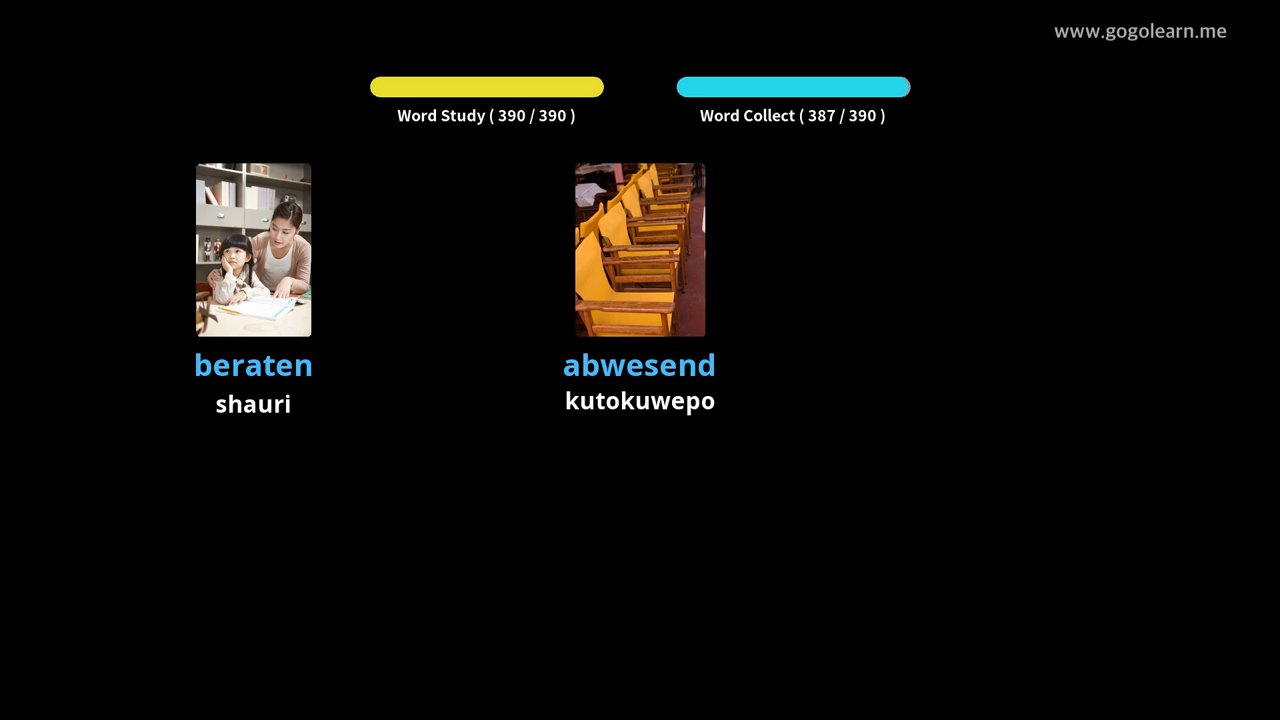 www.gogolearn.me
Word Study ( 390 / 390 )
Word Collect ( 387 / 390 )
beraten
shauri
abwesend
kutokuwepo